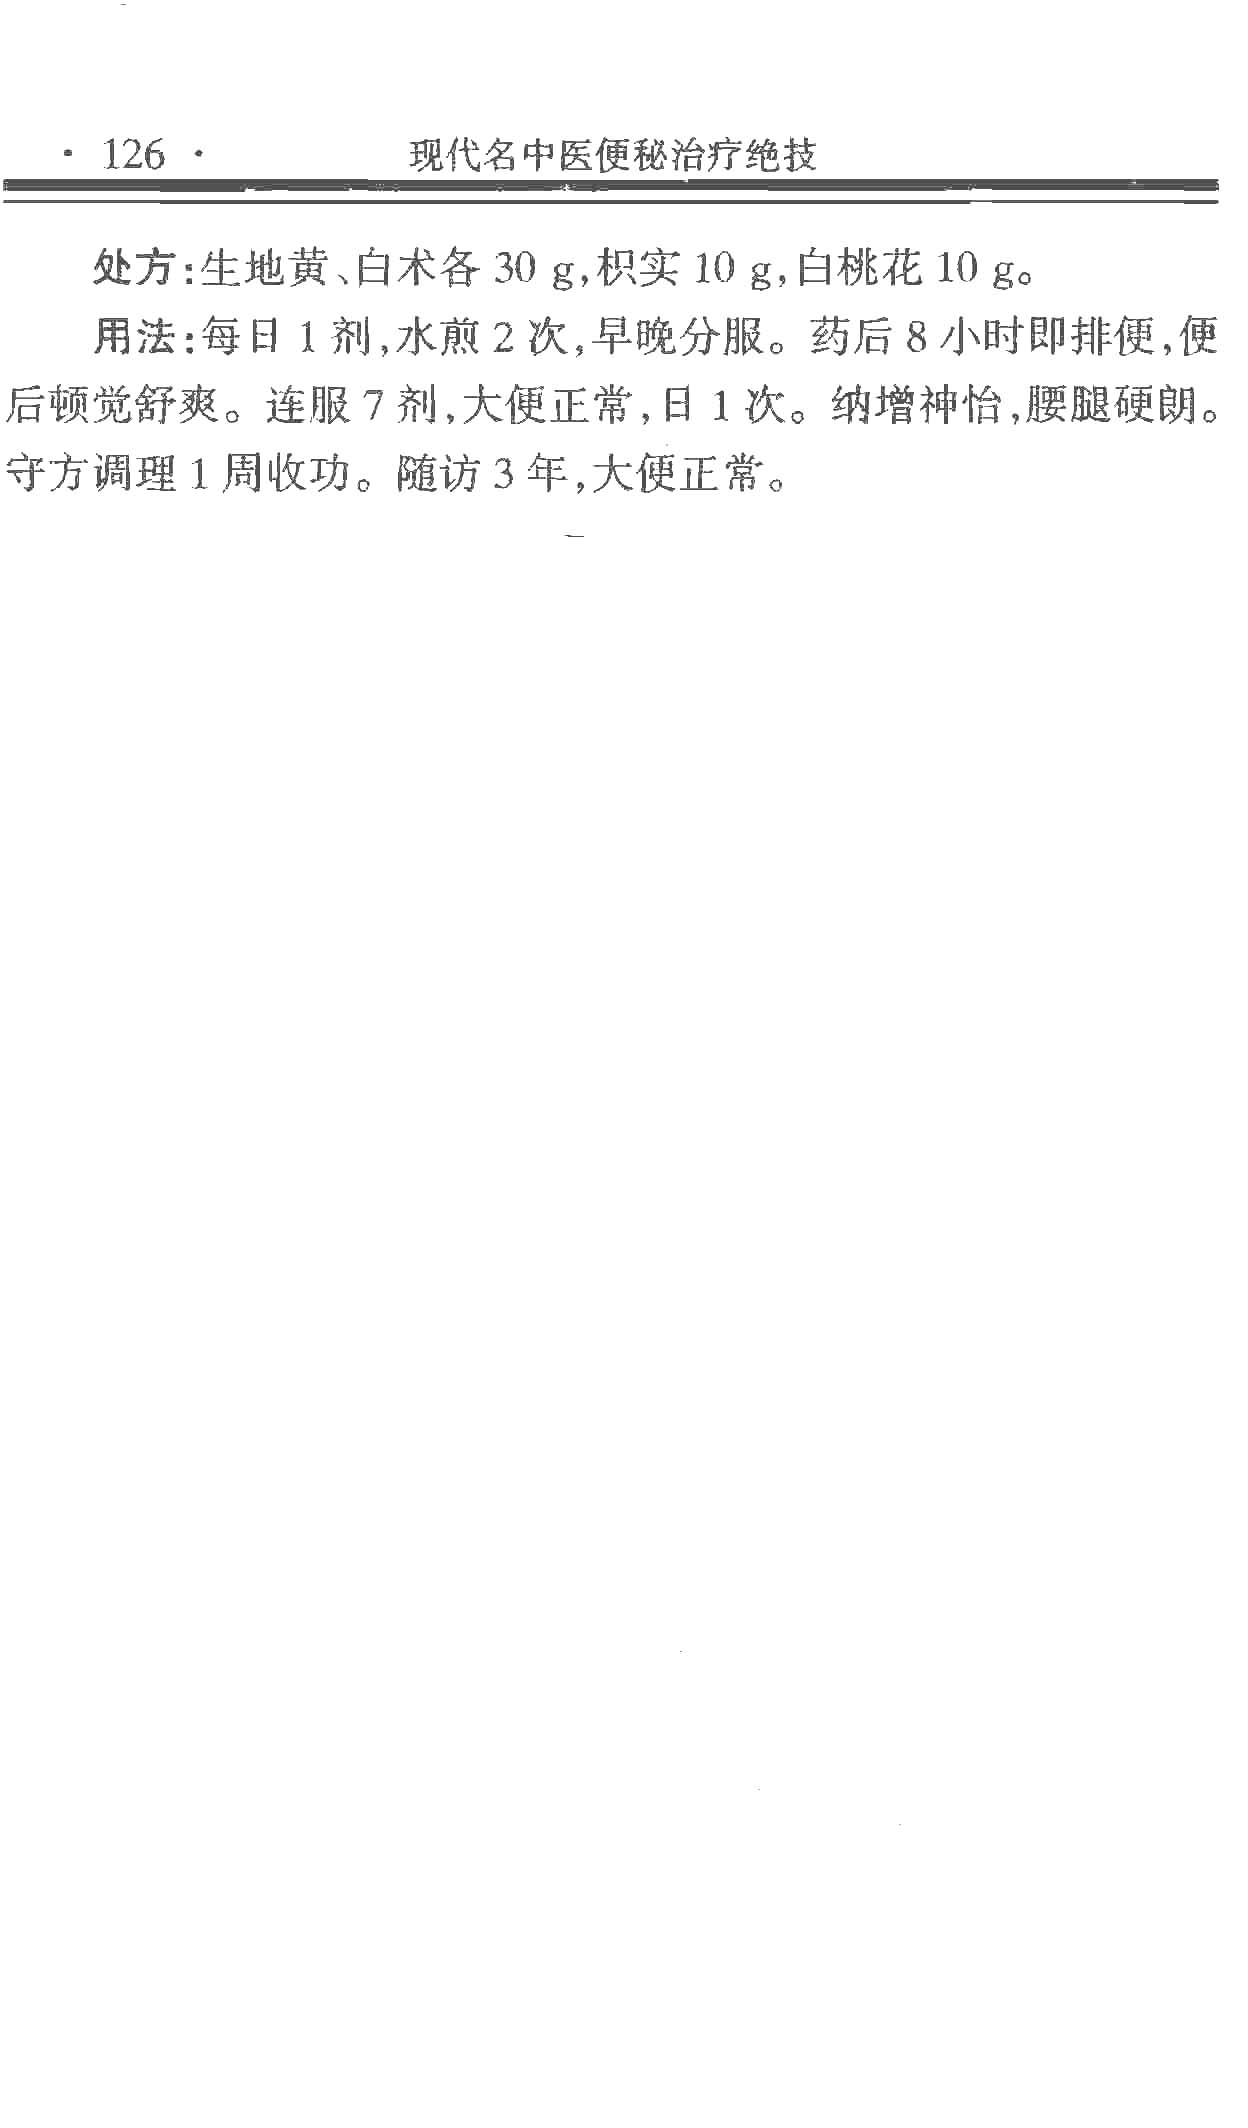 · 126 · 现代名中医便秘治疗绝技
处方:生地黄、白术各 30 g,枳实 10 g,白桃花 10 g。
用法:每日 1 剂,水煎 2 次,早晚分服。药后 8 小时即排便,便
后顿觉舒爽。连服 7 剂,大便正常,日 1 次。纳增神怡,腰腿硬朗。
守方调理 1 周收功。随访 3 年,大便正常。